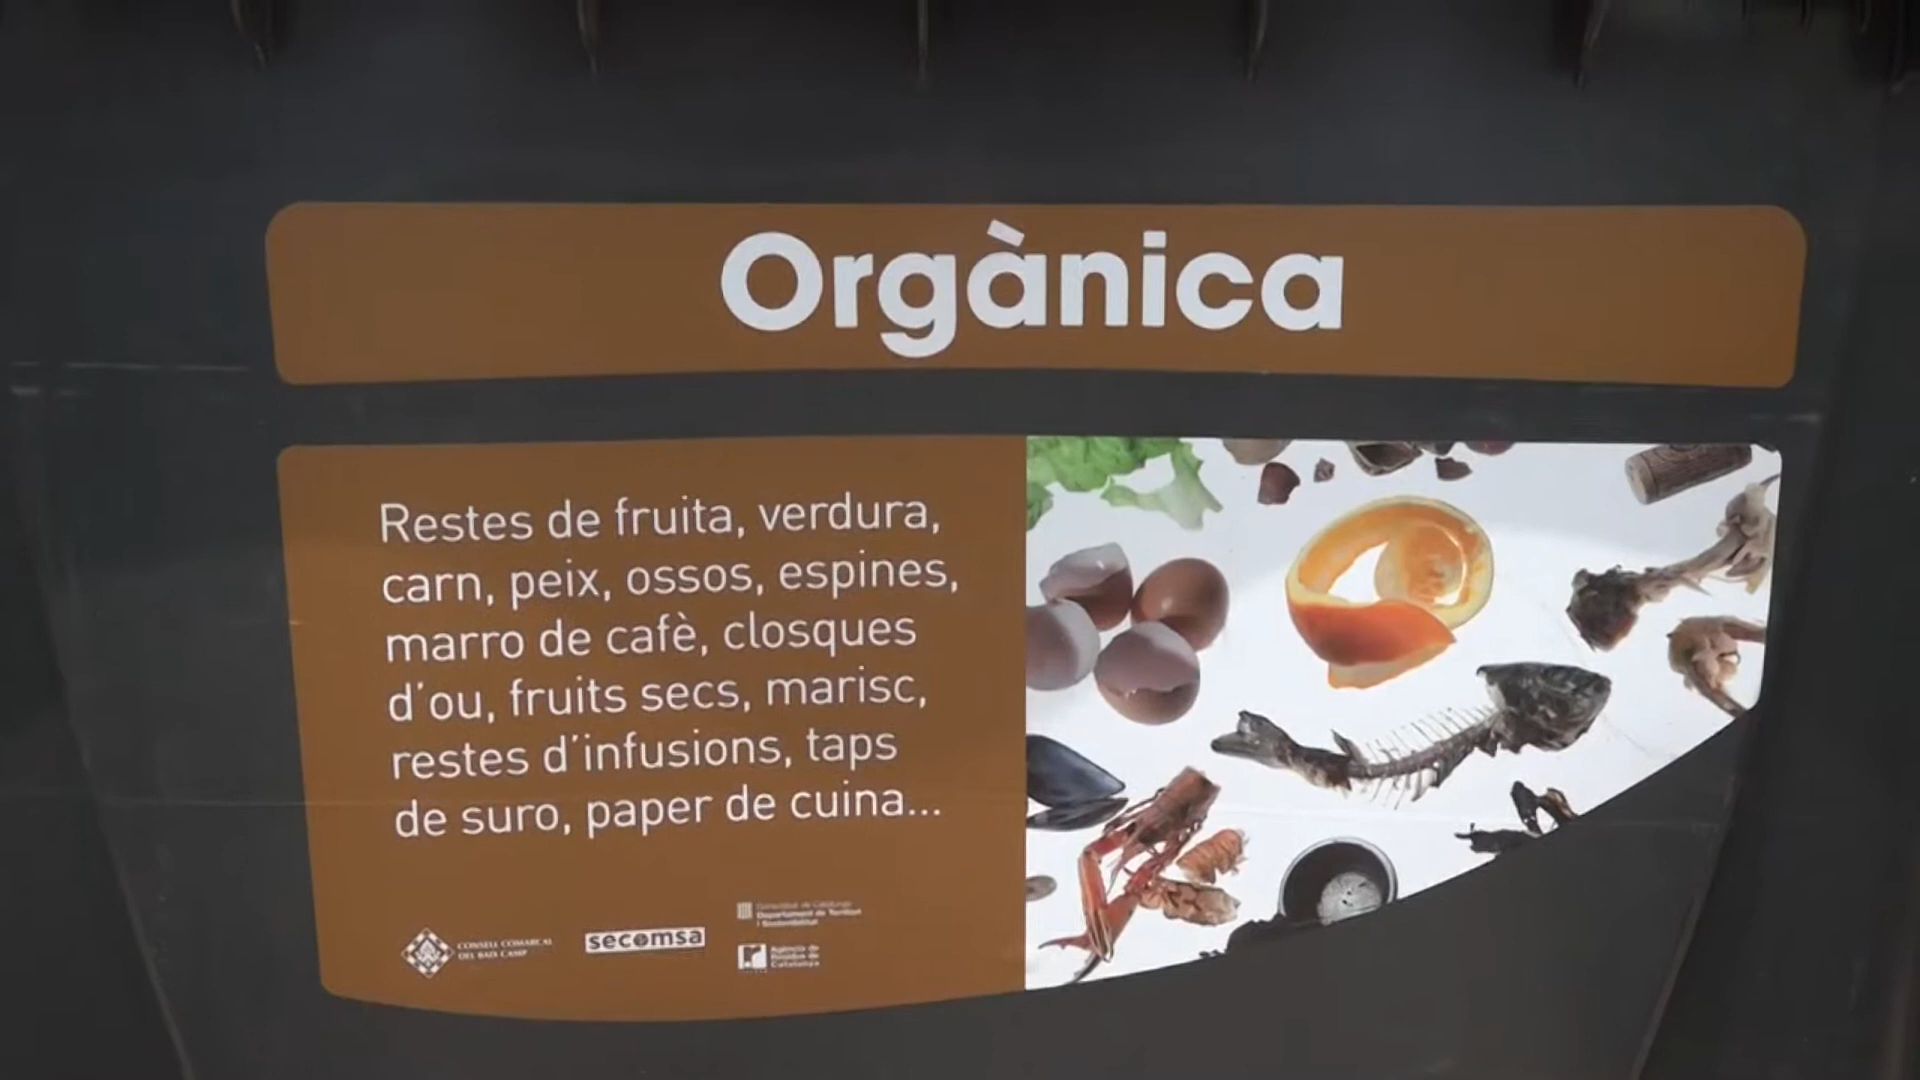 Orgànica
Restes de fruita, verdura,
carn, peix, ossos, espines,
marro de cafè, closques
d'ou, fruits secs, marisc,
restes d'infusions, taps
de suro, paper de cuina...
CONSELL COMARCAL
DEL BAIX CAMP
secomsa
Generalitat de Catalunya
Departament de Territori
i Sostenibilitat
Agència de
Residus de
Catalunya